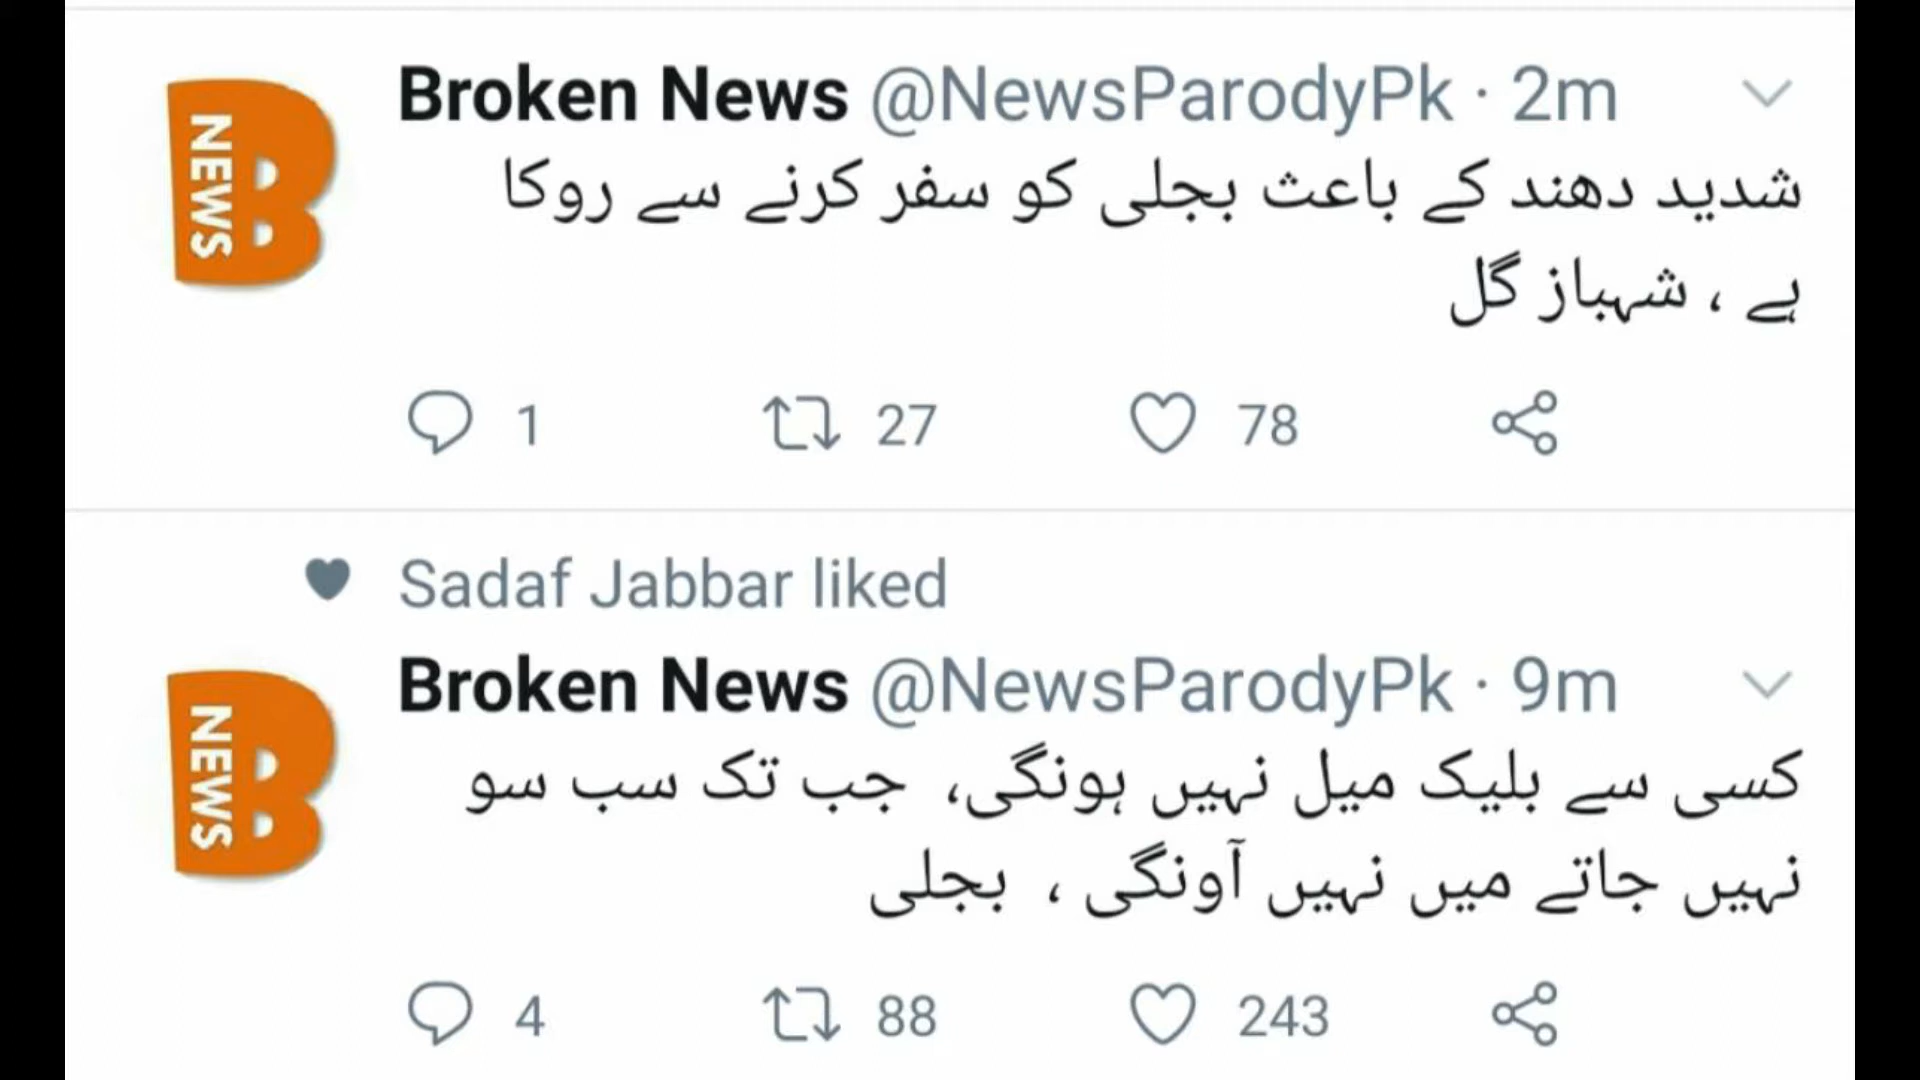 Broken News @NewsParodyPk · 2m
B NEWS
شدید دھند کے باعث بجلی کو سفر کرنے سے روکا
ہے ، شہباز گل
1 27 78
Sadaf Jabbar liked
Broken News @NewsParodyPk · 9m
B NEWS
کسی سے بلیک میل نہیں ہونگی، جب تک سب سو
نہیں جاتے میں نہیں آونگی ، بجلی
4 88 243